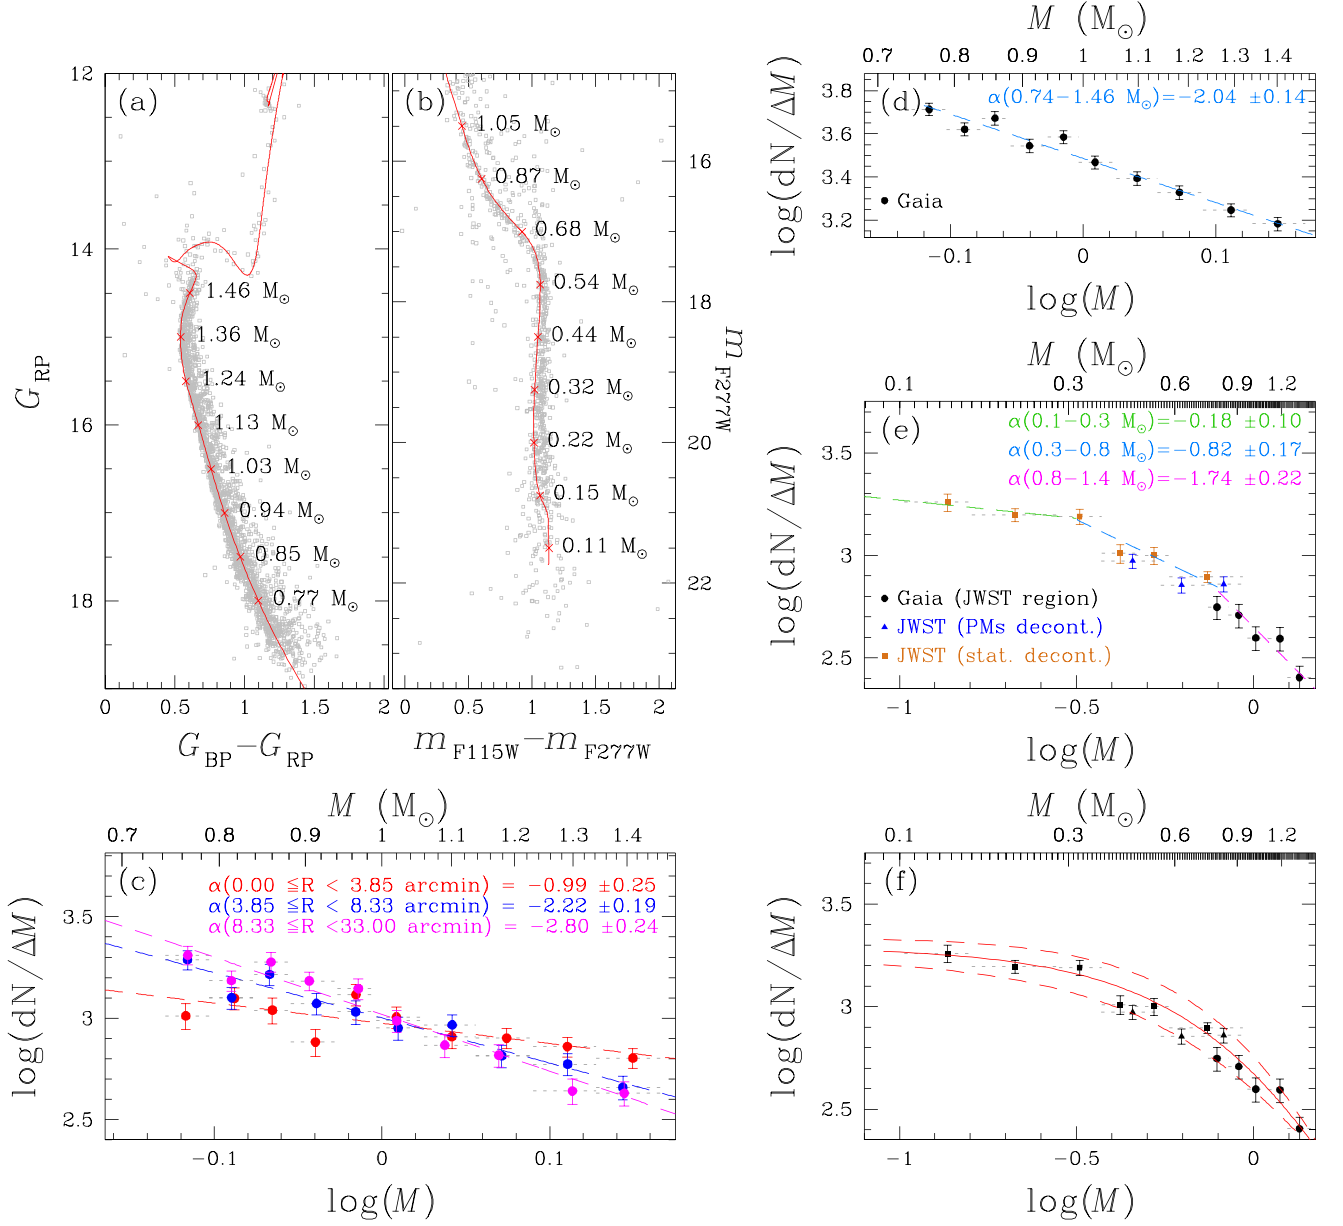 (a)
12
14
16
18
G_RP
1.46 M⊙
1.36 M⊙
1.24 M⊙
1.13 M⊙
1.03 M⊙
0.94 M⊙
0.85 M⊙
0.77 M⊙
0 0.5 1 1.5 2
G_BP−G_RP
(b)
1.05 M⊙
0.87 M⊙
0.68 M⊙
0.54 M⊙
0.44 M⊙
0.32 M⊙
0.22 M⊙
0.15 M⊙
0.11 M⊙
16
18
20
22
m_F277W
0 0.5 1 1.5 2
m_F115W−m_F277W
M (M⊙)
0.7 0.8 0.9 1 1.1 1.2 1.3 1.4
(c)
α(0.00 ≦R < 3.85 arcmin) = −0.99 ±0.25
α(3.85 ≦R < 8.33 arcmin) = −2.22 ±0.19
α(8.33 ≦R <33.00 arcmin) = −2.80 ±0.24
3.5
3
2.5
log(dN/ΔM)
−0.1 0 0.1
log(M)
M (M⊙)
0.7 0.8 0.9 1 1.1 1.2 1.3 1.4
(d)
α(0.74−1.46 M⊙)=−2.04 ±0.14
3.8
3.6
3.4
3.2
Gaia
log(dN/ΔM)
−0.1 0 0.1
log(M)
M (M⊙)
0.1 0.3 0.6 0.9 1.2
(e)
α(0.1−0.3 M⊙)=−0.18 ±0.10
α(0.3−0.8 M⊙)=−0.82 ±0.17
α(0.8−1.4 M⊙)=−1.74 ±0.22
3.5
3
2.5
Gaia (JWST region)
JWST (PMs decont.)
JWST (stat. decont.)
log(dN/ΔM)
−1 −0.5 0
log(M)
M (M⊙)
0.1 0.3 0.6 0.9 1.2
(f)
3.5
3
2.5
log(dN/ΔM)
−1 −0.5 0
log(M)